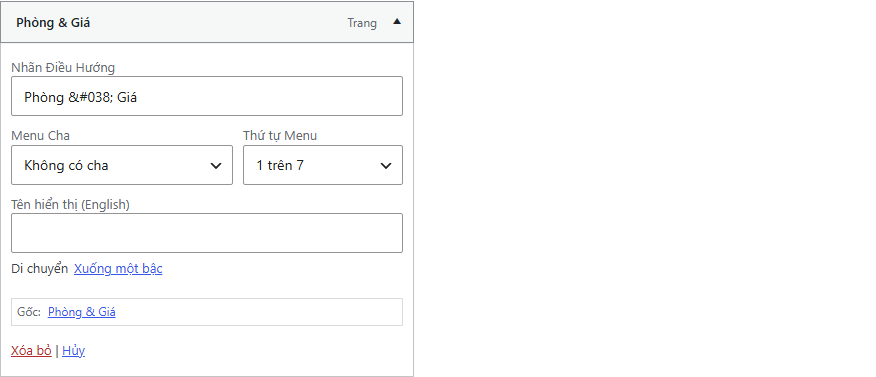 Phòng & Giá Trang
Nhãn Điều Hướng
Phòng &#038; Giá
Menu Cha Thứ tự Menu
Không có cha 1 trên 7
Tên hiển thị (English)
Di chuyển Xuống một bậc
Gốc: Phòng & Giá
Xóa bỏ | Hủy